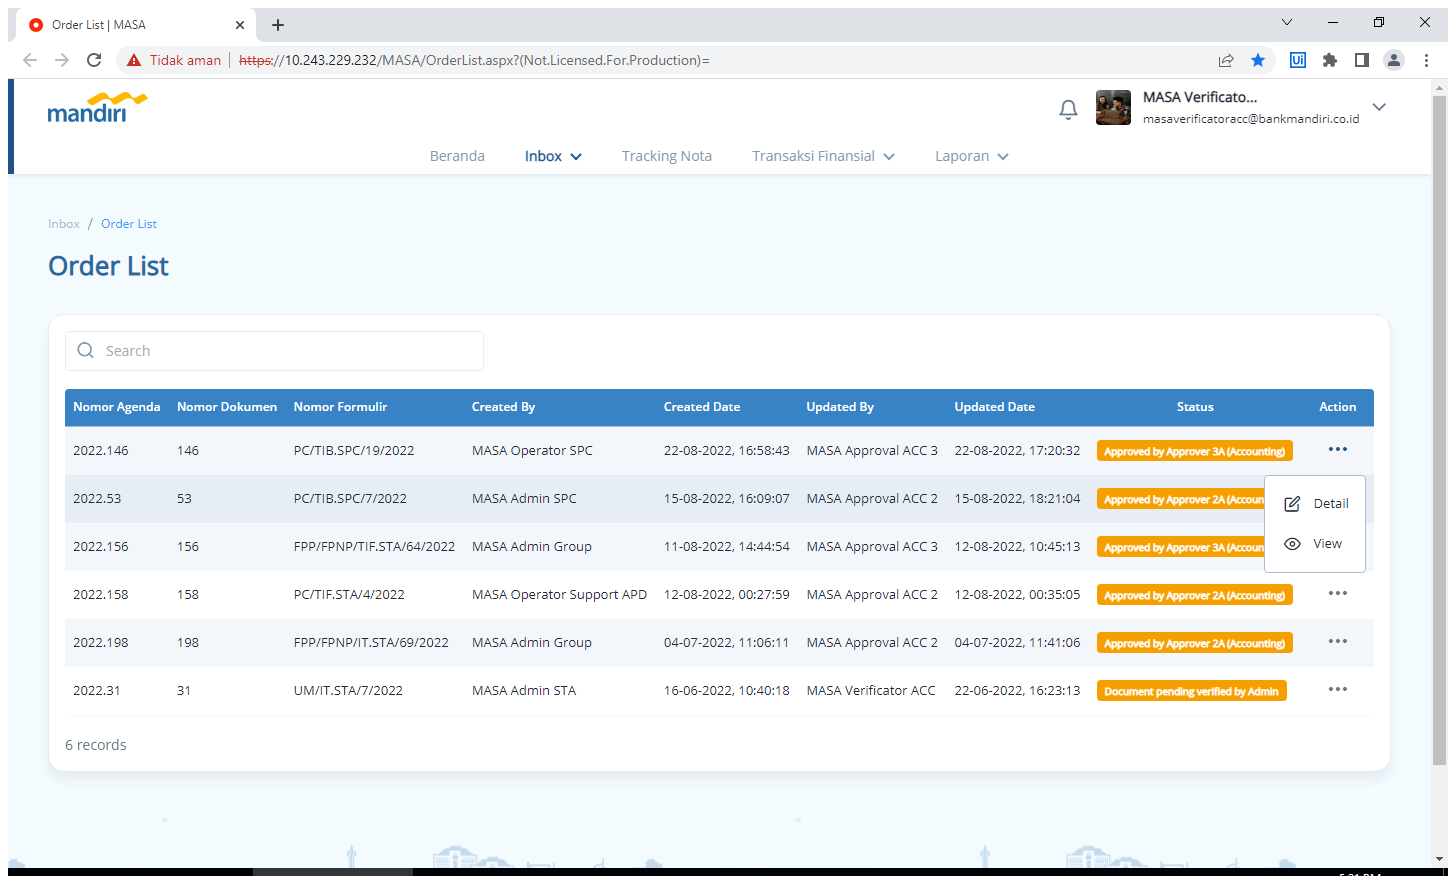 Order List | MASA
Tidak aman https://10.243.229.232/MASA/OrderList.aspx?(Not.Licensed.For.Production)=
Ui
mandiri
MASA Verificato...
masaverificatoracc@bankmandiri.co.id
Beranda Inbox Tracking Nota Transaksi Finansial Laporan
Inbox / Order List
Order List
Search
Nomor Agenda Nomor Dokumen Nomor Formulir Created By Created Date Updated By Updated Date Status Action
2022.146 146 PC/TIB.SPC/19/2022 MASA Operator SPC 22-08-2022, 16:58:43 MASA Approval ACC 3 22-08-2022, 17:20:32 Approved by Approver 3A (Accounting)
2022.53 53 PC/TIB.SPC/7/2022 MASA Admin SPC 15-08-2022, 16:09:07 MASA Approval ACC 2 15-08-2022, 18:21:04 Approved by Approver 2A (Accoun
Detail
2022.156 156 FPP/FPNP/TIF.STA/64/2022 MASA Admin Group 11-08-2022, 14:44:54 MASA Approval ACC 3 12-08-2022, 10:45:13 Approved by Approver 3A (Accoun
View
2022.158 158 PC/TIF.STA/4/2022 MASA Operator Support APD 12-08-2022, 00:27:59 MASA Approval ACC 2 12-08-2022, 00:35:05 Approved by Approver 2A (Accounting)
2022.198 198 FPP/FPNP/IT.STA/69/2022 MASA Admin Group 04-07-2022, 11:06:11 MASA Approval ACC 2 04-07-2022, 11:41:06 Approved by Approver 2A (Accounting)
2022.31 31 UM/IT.STA/7/2022 MASA Admin STA 16-06-2022, 10:40:18 MASA Verificator ACC 22-06-2022, 16:23:13 Document pending verified by Admin
6 records